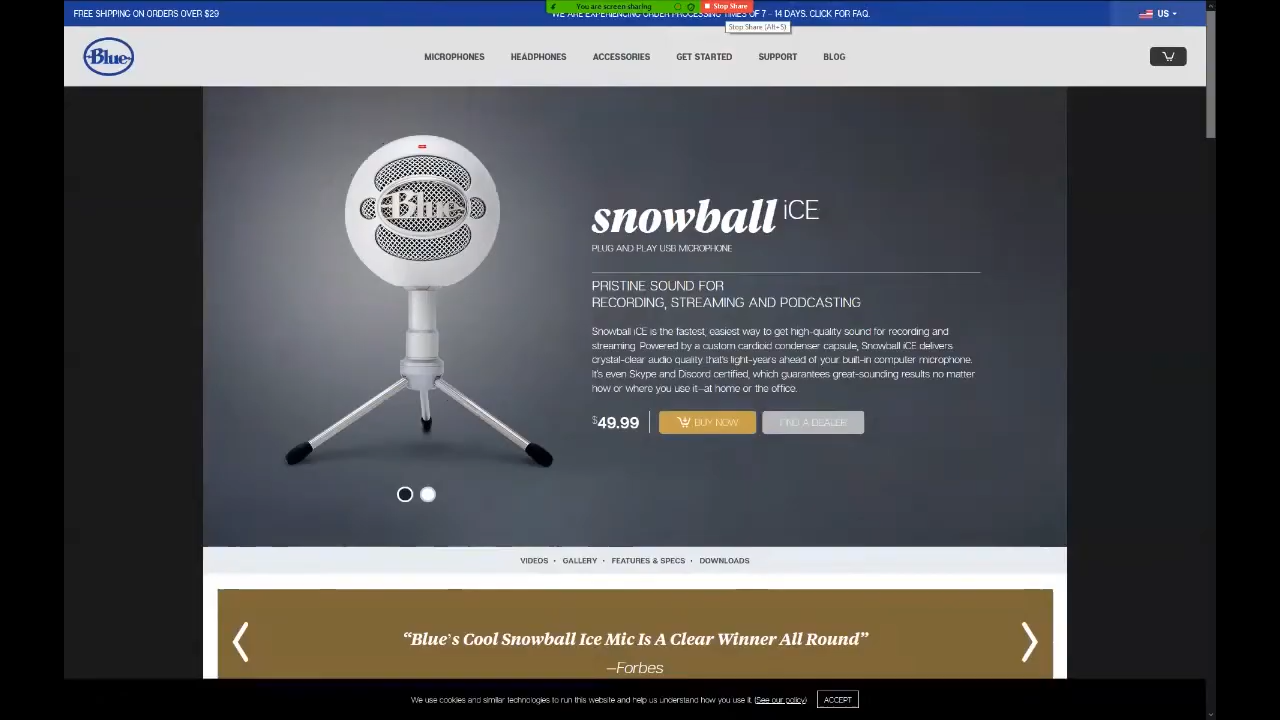 You are screen sharing
Stop Share
FREE SHIPPING ON ORDERS OVER $29
WE ARE EXPERIENCING ORDER PROCESSING TIMES OF 7 - 14 DAYS. CLICK FOR FAQ.
US
Stop Share (Alt+S)
Blue
MICROPHONES
HEADPHONES
ACCESSORIES
GET STARTED
SUPPORT
BLOG
Blue
snowball iCE
PLUG AND PLAY USB MICROPHONE
PRISTINE SOUND FOR
RECORDING, STREAMING AND PODCASTING
Snowball iCE is the fastest, easiest way to get high-quality sound for recording and
streaming. Powered by a custom cardioid condenser capsule, Snowball iCE delivers
crystal-clear audio quality that's light-years ahead of your built-in computer microphone.
It's even Skype and Discord certified, which guarantees great-sounding results no matter
how or where you use it—at home or the office.
$49.99
BUY NOW
FIND A DEALER
VIDEOS • GALLERY • FEATURES & SPECS • DOWNLOADS
“Blue's Cool Snowball Ice Mic Is A Clear Winner All Round”
—Forbes
We use cookies and similar technologies to run this website and help us understand how you use it. (See our policy)
ACCEPT